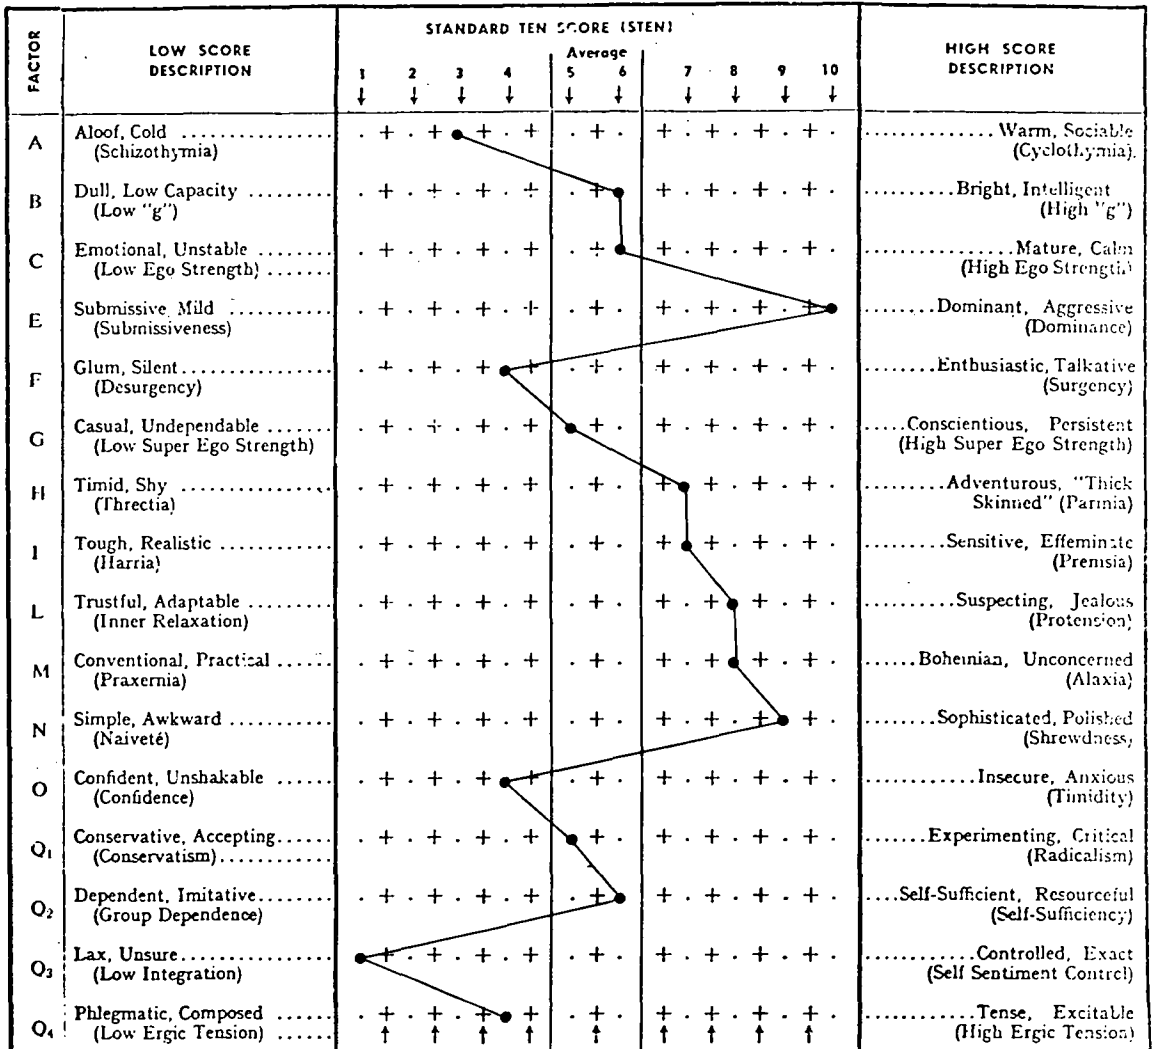 STANDARD TEN SCORE (STEN)
FACTOR
LOW SCORE
DESCRIPTION
Average
1 2 3 4 5 6 7 8 9 10
HIGH SCORE
DESCRIPTION
A
Aloof, Cold ............
(Schizothymia)
............ Warm, Sociable
(Cyclothymia)
B
Dull, Low Capacity ........
(Low "g")
.........Bright, Intelligent
(High "g")
C
Emotional, Unstable ........
(Low Ego Strength) .......
............Mature, Calm
(High Ego Strength)
E
Submissive, Mild ..........
(Submissiveness)
......Dominant, Aggressive
(Dominance)
F
Glum, Silent..............
(Desurgency)
.......Enthusiastic, Talkative
(Surgency)
G
Casual, Undependable ......
(Low Super Ego Strength)
....Conscientious, Persistent
(High Super Ego Strength)
H
Timid, Shy ..............
(Threctia)
........Adventurous, "Thick
Skinned" (Parmia)
I
Tough, Realistic ..........
(Harria)
........Sensitive, Effeminate
(Premsia)
L
Trustful, Adaptable ........
(Inner Relaxation)
.........Suspecting, Jealous
(Protension)
M
Conventional, Practical .....
(Praxernia)
......Bohemian, Unconcerned
(Alaxia)
N
Simple, Awkward ..........
(Naiveté)
.......Sophisticated, Polished
(Shrewdness)
O
Confident, Unshakable ......
(Confidence)
...........Insecure, Anxious
(Timidity)
Q1
Conservative, Accepting.....
(Conservatism)..........
......Experimenting, Critical
(Radicalism)
Q2
Dependent, Imitative.......
(Group Dependence)
....Self-Sufficient, Resourceful
(Self-Sufficiency)
Q3
Lax, Unsure..............
(Low Integration)
...........Controlled, Exact
(Self Sentiment Control)
Q4
Phlegmatic, Composed ......
(Low Ergic Tension) ......
............Tense, Excitable
(High Ergic Tension)